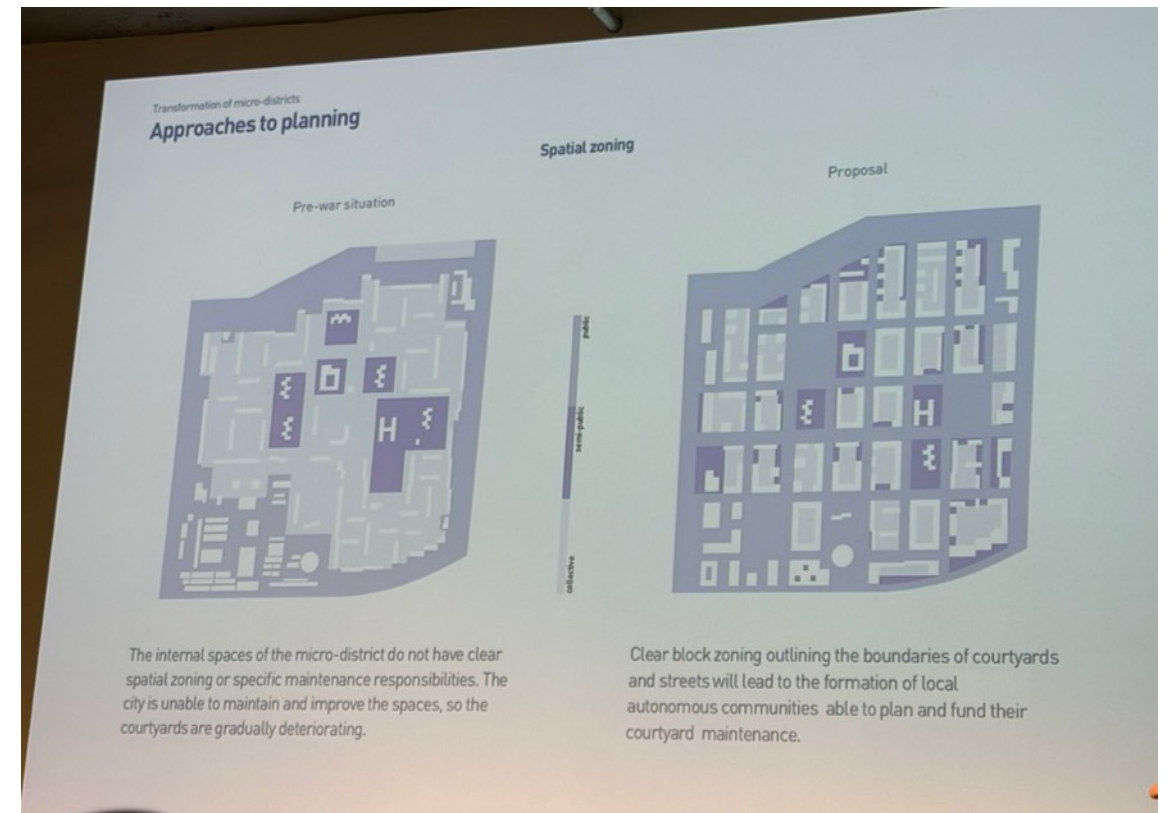 Transformation of micro-districts
Approaches to planning
Spatial zoning
Pre-war situation
Proposal
public
semi-public
collective
The internal spaces of the micro-district do not have clear
spatial zoning or specific maintenance responsibilities. The
city is unable to maintain and improve the spaces, so the
courtyards are gradually deteriorating.
Clear block zoning outlining the boundaries of courtyards
and streets will lead to the formation of local
autonomous communities able to plan and fund their
courtyard maintenance.